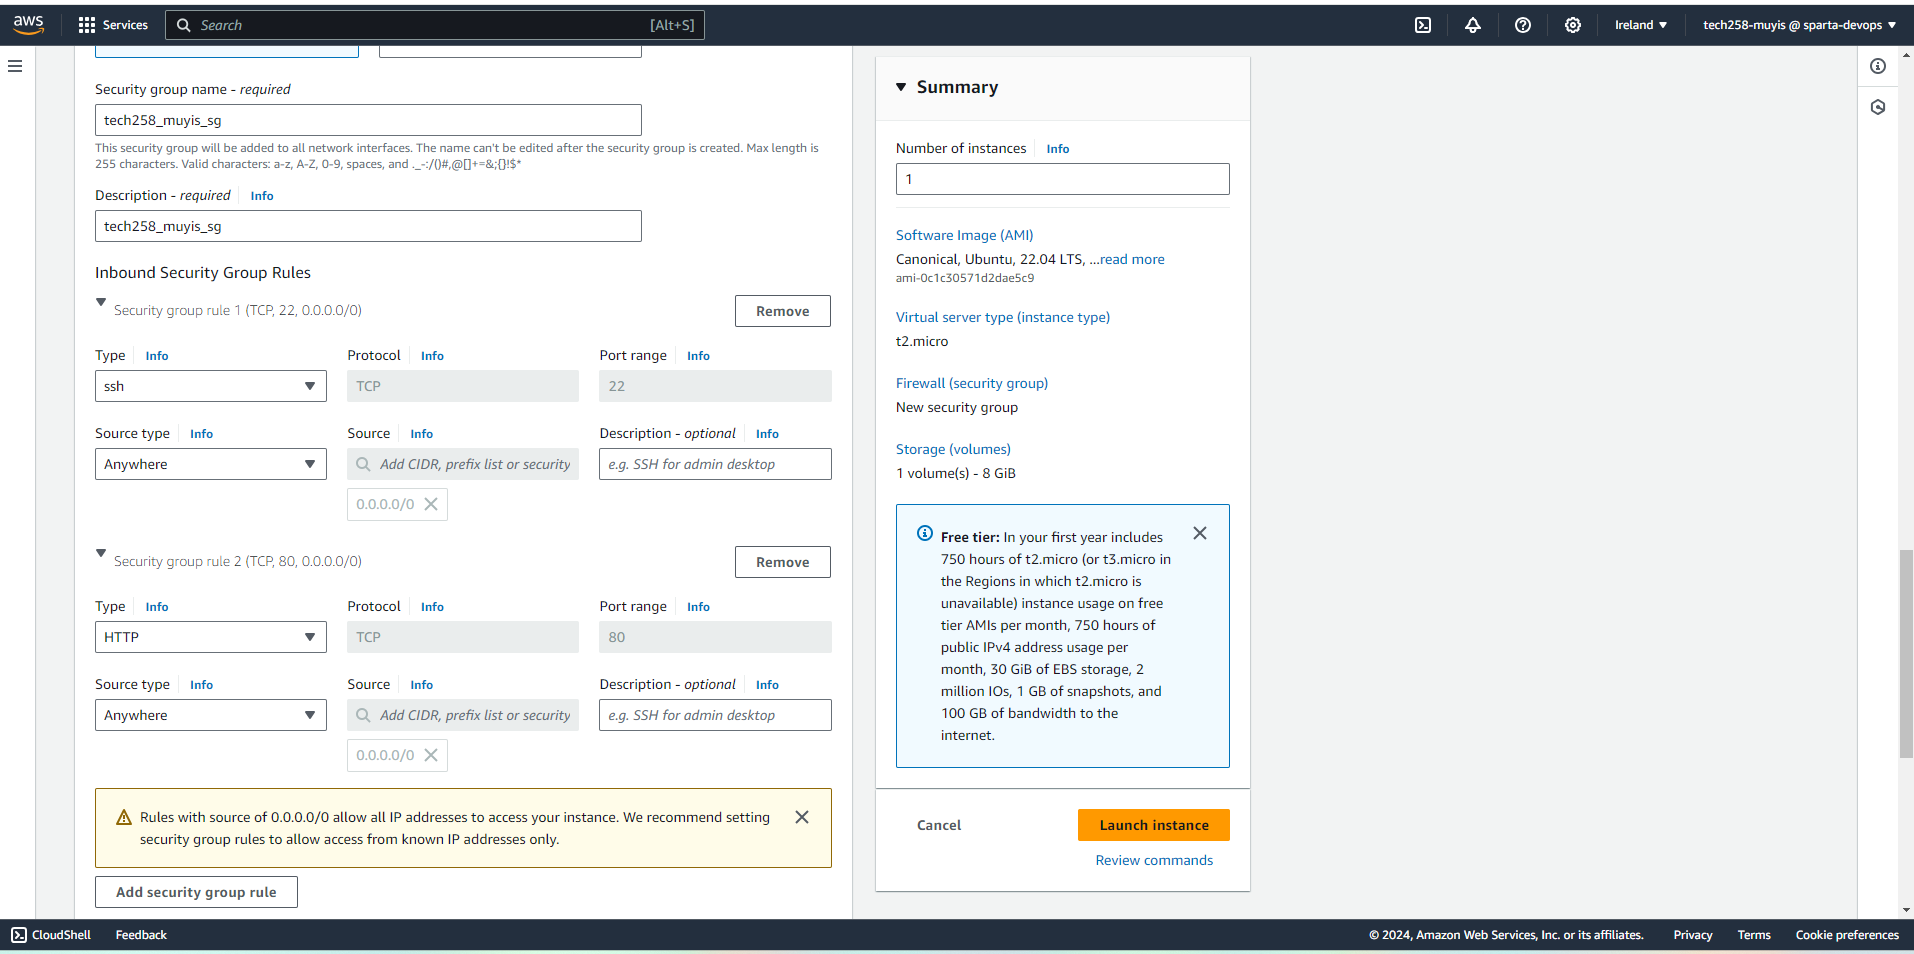 aws
Services
Search
[Alt+S]
Ireland
tech258-muyis @ sparta-devops
Security group name - required
tech258_muyis_sg
This security group will be added to all network interfaces. The name can't be edited after the security group is created. Max length is
255 characters. Valid characters: a-z, A-Z, 0-9, spaces, and ._-:/()#,@[]+=&;{}!$*
Description - required Info
tech258_muyis_sg
Inbound Security Group Rules
Security group rule 1 (TCP, 22, 0.0.0.0/0)
Remove
Type Info
Protocol Info
Port range Info
ssh
TCP
22
Source type Info
Source Info
Description - optional Info
Anywhere
Add CIDR, prefix list or security
e.g. SSH for admin desktop
0.0.0.0/0
Security group rule 2 (TCP, 80, 0.0.0.0/0)
Remove
Type Info
Protocol Info
Port range Info
HTTP
TCP
80
Source type Info
Source Info
Description - optional Info
Anywhere
Add CIDR, prefix list or security
e.g. SSH for admin desktop
0.0.0.0/0
Rules with source of 0.0.0.0/0 allow all IP addresses to access your instance. We recommend setting
security group rules to allow access from known IP addresses only.
Add security group rule
Summary
Number of instances Info
1
Software Image (AMI)
Canonical, Ubuntu, 22.04 LTS, ...read more
ami-0c1c30571d2dae5c9
Virtual server type (instance type)
t2.micro
Firewall (security group)
New security group
Storage (volumes)
1 volume(s) - 8 GiB
Free tier: In your first year includes
750 hours of t2.micro (or t3.micro in
the Regions in which t2.micro is
unavailable) instance usage on free
tier AMIs per month, 750 hours of
public IPv4 address usage per
month, 30 GiB of EBS storage, 2
million IOs, 1 GB of snapshots, and
100 GB of bandwidth to the
internet.
Cancel
Launch instance
Review commands
CloudShell
Feedback
© 2024, Amazon Web Services, Inc. or its affiliates.
Privacy
Terms
Cookie preferences